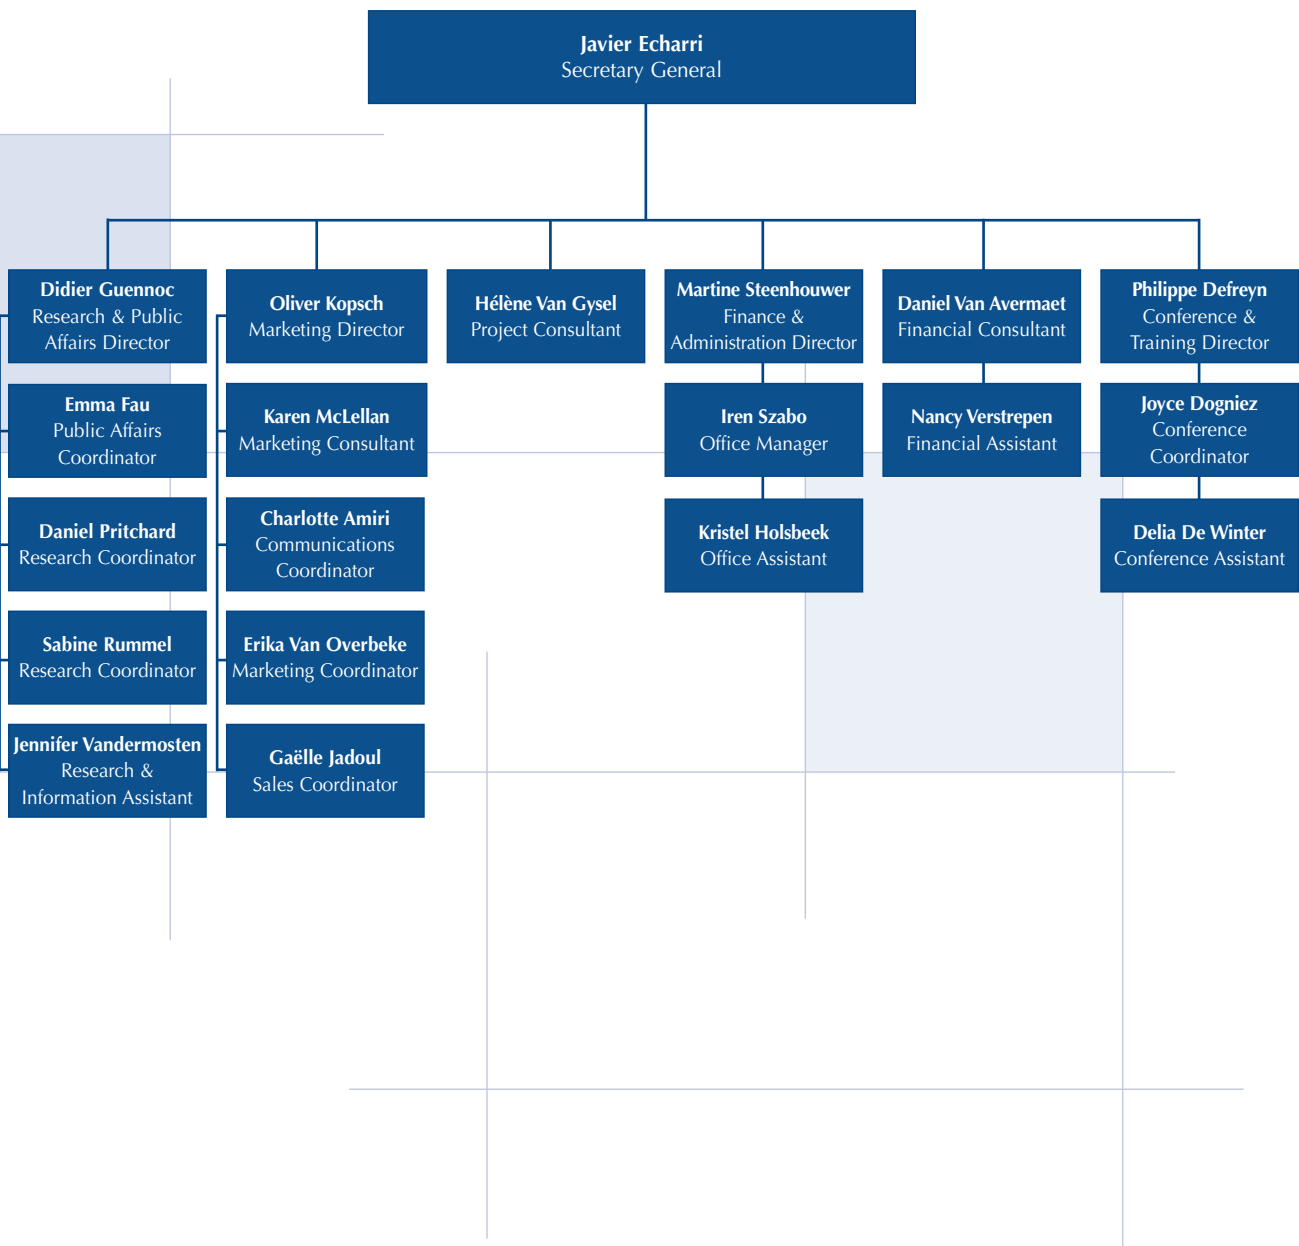 Javier Echarri
Secretary General
Didier Guennoc
Research & Public
Affairs Director
Oliver Kopsch
Marketing Director
Hélène Van Gysel
Project Consultant
Martine Steenhouwer
Finance &
Administration Director
Daniel Van Avermaet
Financial Consultant
Philippe Defreyn
Conference &
Training Director
Emma Fau
Public Affairs
Coordinator
Karen McLellan
Marketing Consultant
Iren Szabo
Office Manager
Nancy Verstrepen
Financial Assistant
Joyce Dogniez
Conference
Coordinator
Daniel Pritchard
Research Coordinator
Charlotte Amiri
Communications
Coordinator
Kristel Holsbeek
Office Assistant
Delia De Winter
Conference Assistant
Sabine Rummel
Research Coordinator
Erika Van Overbeke
Marketing Coordinator
Jennifer Vandermosten
Research &
Information Assistant
Gaëlle Jadoul
Sales Coordinator